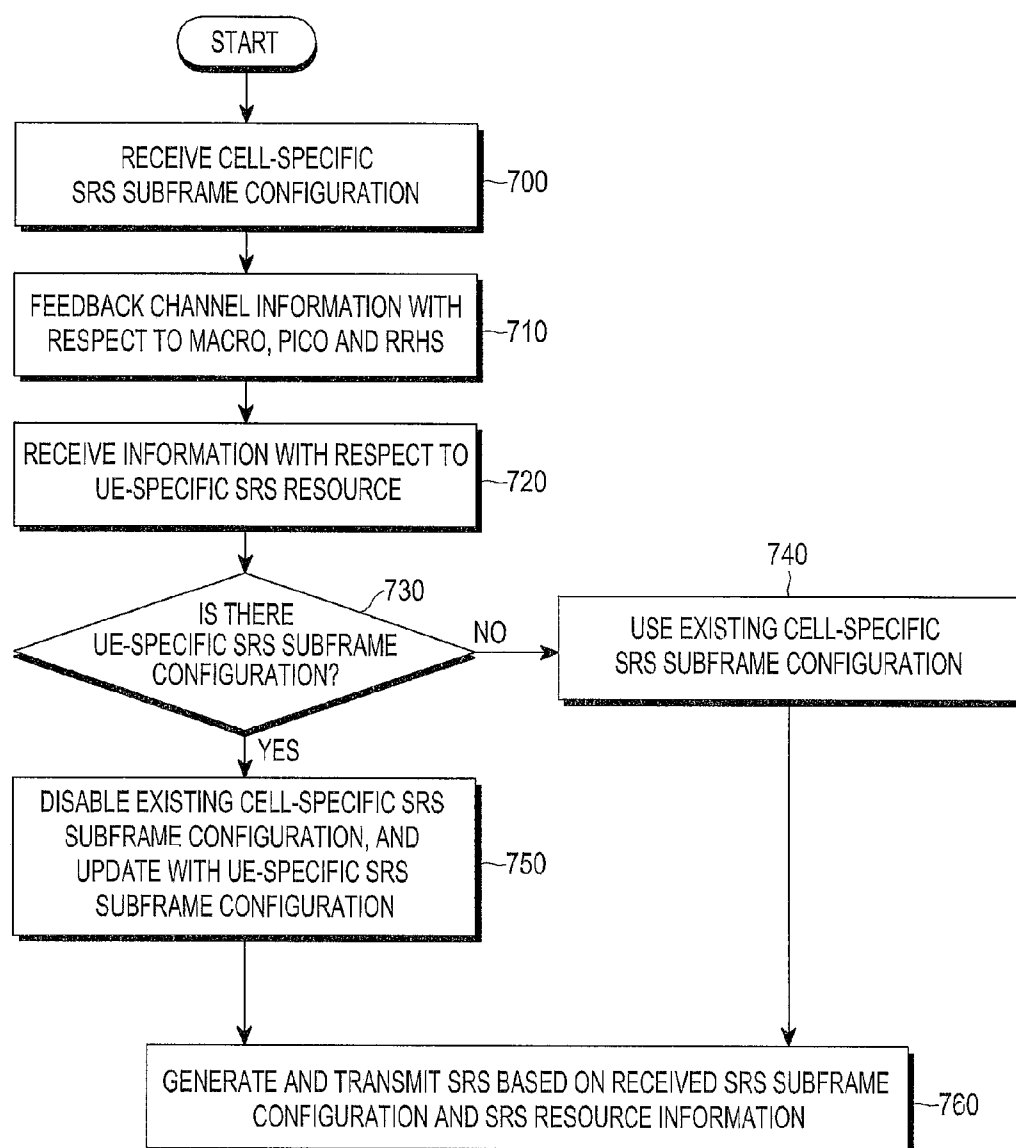 START
RECEIVE CELL-SPECIFIC
SRS SUBFRAME CONFIGURATION
700
FEEDBACK CHANNEL INFORMATION WITH
RESPECT TO MACRO, PICO AND RRHS
710
RECEIVE INFORMATION WITH RESPECT TO
UE-SPECIFIC SRS RESOURCE
720
730
IS THERE
UE-SPECIFIC SRS SUBFRAME
CONFIGURATION?
NO
740
USE EXISTING CELL-SPECIFIC
SRS SUBFRAME CONFIGURATION
YES
DISABLE EXISTING CELL-SPECIFIC SRS
SUBFRAME CONFIGURATION, AND
UPDATE WITH UE-SPECIFIC SRS
SUBFRAME CONFIGURATION
750
GENERATE AND TRANSMIT SRS BASED ON RECEIVED SRS SUBFRAME
CONFIGURATION AND SRS RESOURCE INFORMATION
760